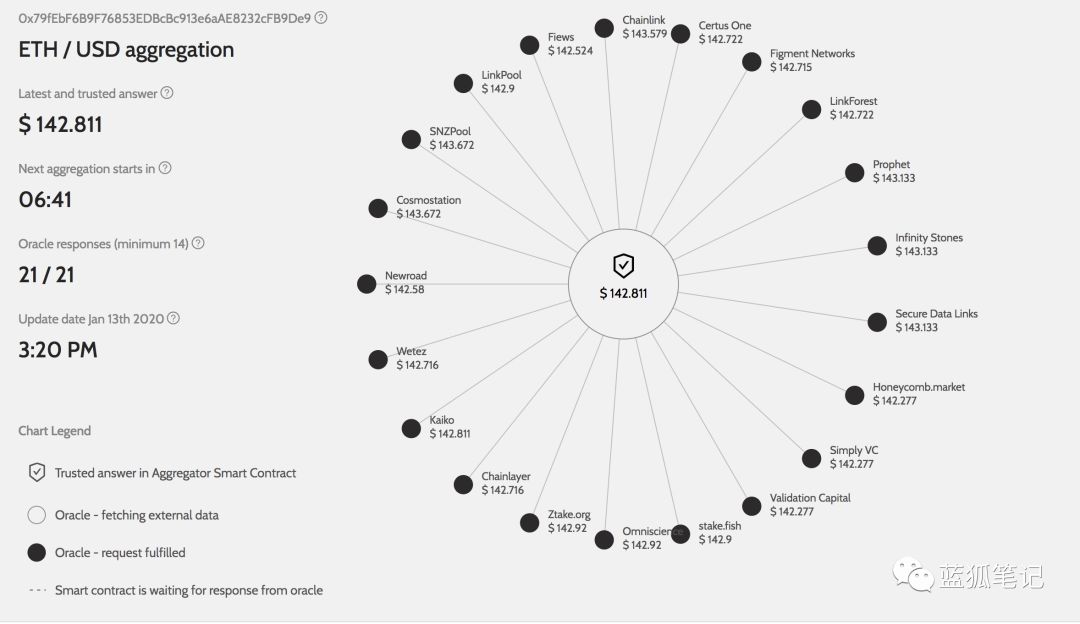 0x79fEbF6B9F76853EDBcBc913e6aAE8232cFB9De9 ?
ETH / USD aggregation
Latest and trusted answer ?
$ 142.811
Next aggregation starts in ?
06:41
Oracle responses (minimum 14) ?
21 / 21
Update date Jan 13th 2020 ?
3:20 PM
Chart Legend
Trusted answer in Aggregator Smart Contract
Oracle - fetching external data
Oracle - request fulfilled
Smart contract is waiting for response from oracle
$ 142.811
Chainlink
$ 143.579
Certus One
$ 142.722
Figment Networks
$ 142.715
LinkForest
$ 142.722
Prophet
$ 143.133
Infinity Stones
$ 143.133
Secure Data Links
$ 143.133
Honeycomb.market
$ 142.277
Simply VC
$ 142.277
Validation Capital
$ 142.277
stake.fish
$ 142.9
Omniscience
$ 142.92
Ztake.org
$ 142.92
Chainlayer
$ 142.716
Kaiko
$ 142.811
Wetez
$ 142.716
Newroad
$ 142.58
Cosmostation
$ 143.672
SNZPool
$ 143.672
LinkPool
$ 142.9
Fiews
$ 142.524
蓝狐笔记